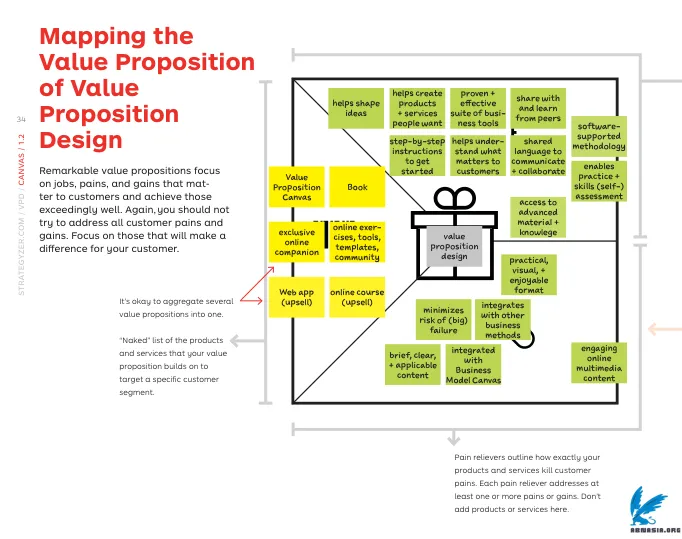 Mapping the
Value Proposition
of Value
Proposition
Design
34
STRATEGYZER.COM / VPD / CANVAS / 1.2
Remarkable value propositions focus
on jobs, pains, and gains that mat-
ter to customers and achieve those
exceedingly well. Again, you should not
try to address all customer pains and
gains. Focus on those that will make a
difference for your customer.
It's okay to aggregate several
value propositions into one.
"Naked" list of the products
and services that your value
proposition builds on to
target a specific customer
segment.
Value
Proposition
Canvas
Book
exclusive
online
companion
online exer-
cises, tools,
templates,
community
Web app
(upsell)
online course
(upsell)
helps shape
ideas
helps create
products
+ services
people want
proven +
effective
suite of busi-
ness tools
share with
and learn
from peers
step-by-step
instructions
to get
started
helps under-
stand what
matters to
customers
shared
language to
communicate
+ collaborate
software-
supported
methodology
enables
practice +
skills (self-)
assessment
access to
advanced
material +
knowlege
value
proposition
design
practical,
visual, +
enjoyable
format
minimizes
risk of (big)
failure
integrates
with other
business
methods
brief, clear,
+ applicable
content
integrated
with
Business
Model Canvas
engaging
online
multimedia
content
Pain relievers outline how exactly your
products and services kill customer
pains. Each pain reliever addresses at
least one or more pains or gains. Don't
add products or services here.
ABMASIA.ORG